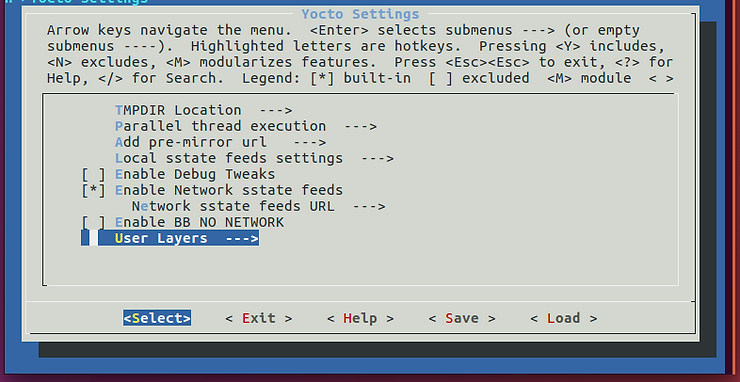 Yocto Settings
Arrow keys navigate the menu.  <Enter> selects submenus ---> (or empty
submenus ----).  Highlighted letters are hotkeys.  Pressing <Y> includes,
<N> excludes, <M> modularizes features.  Press <Esc><Esc> to exit, <?> for
Help, </> for Search.  Legend: [*] built-in  [ ] excluded  <M> module  < >
TMPDIR Location  --->
Parallel thread execution  --->
Add pre-mirror url   --->
Local sstate feeds settings  --->
[ ] Enable Debug Tweaks
[*] Enable Network sstate feeds
Network sstate feeds URL  --->
[ ] Enable BB NO NETWORK
User Layers  --->
<Select>    < Exit >    < Help >    < Save >    < Load >